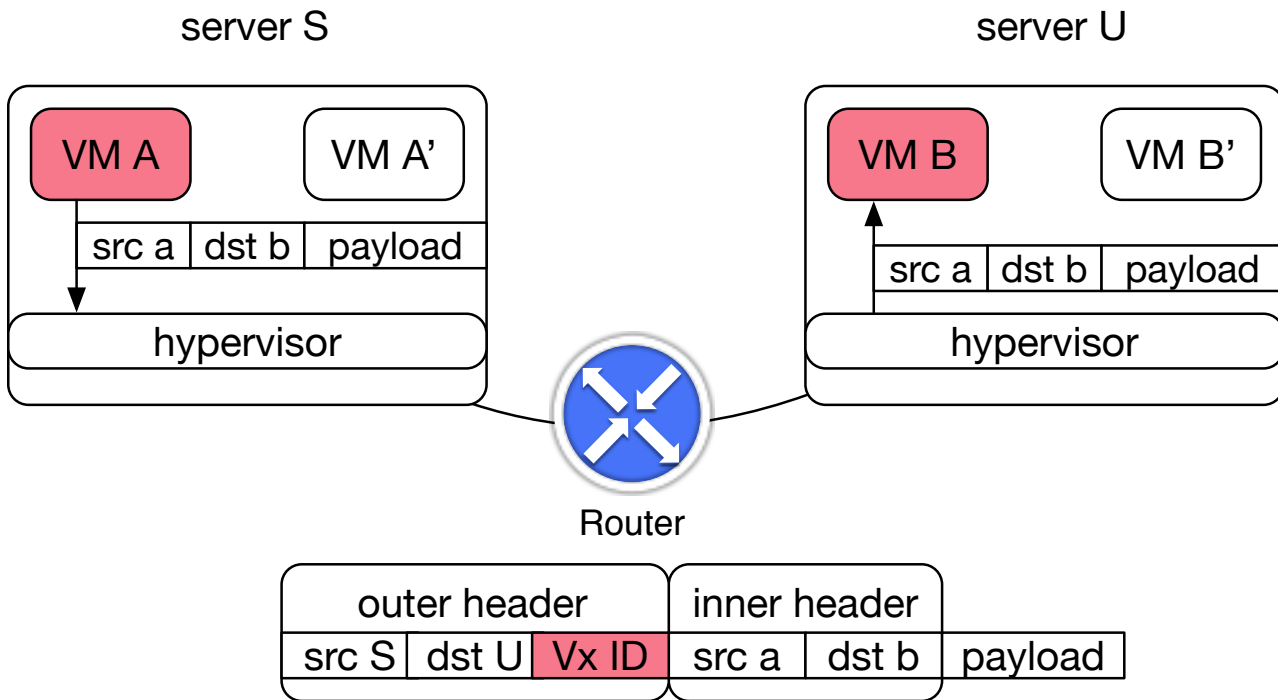 server S
server U
VM A
VM A’
VM B
VM B’
src a
dst b
payload
src a
dst b
payload
hypervisor
hypervisor
Router
outer header
inner header
src S
dst U
Vx ID
src a
dst b
payload